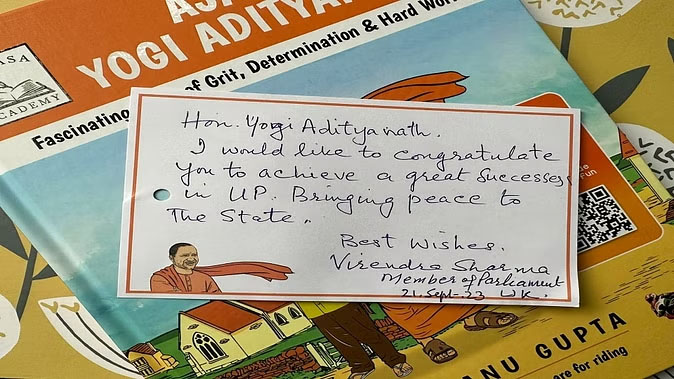 YOGI ADITYA
of Grit, Determination & Hard Wor
Fascinating
ASA
ACADEMY
Hon. Yogi Adityanath.
I would like to congratulate
you to achieve a great successes
in UP. Bringing peace to
The State.
Best Wishes.
Virendra Sharma
Member of Parliament
21. Sept-23 UK.
ANU GUPTA
are for riding